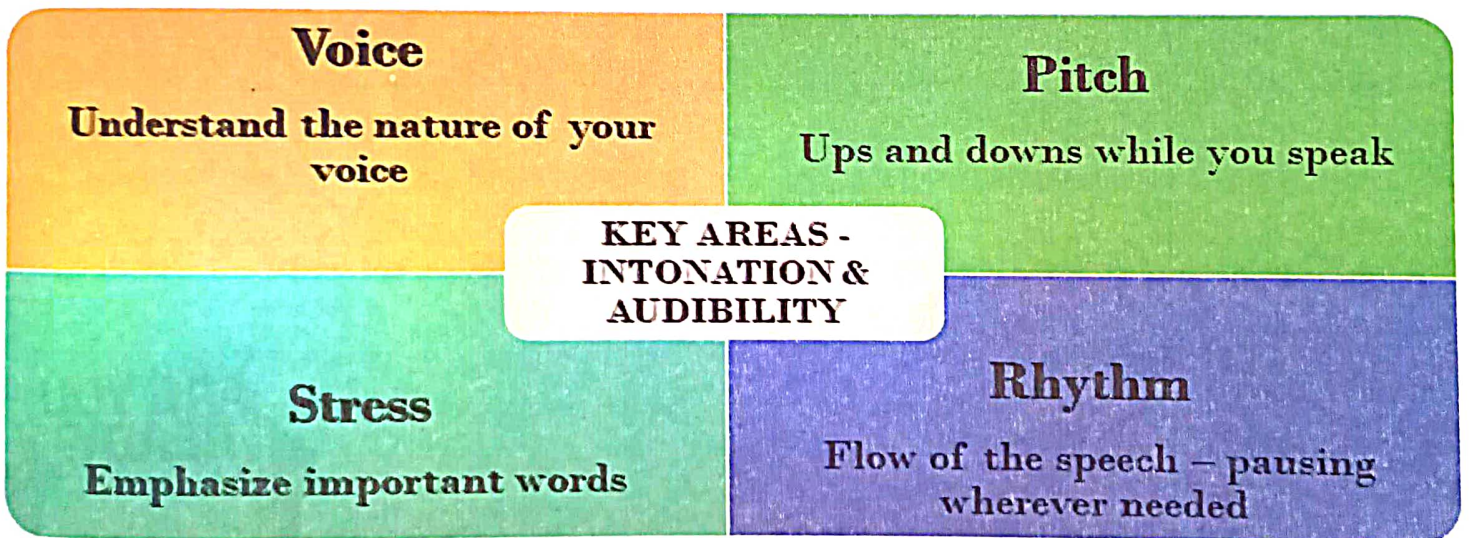 Voice
Understand the nature of your
voice
Pitch
Ups and downs while you speak
KEY AREAS -
INTONATION &
AUDIBILITY
Stress
Emphasize important words
Rhythm
Flow of the speech – pausing
wherever needed